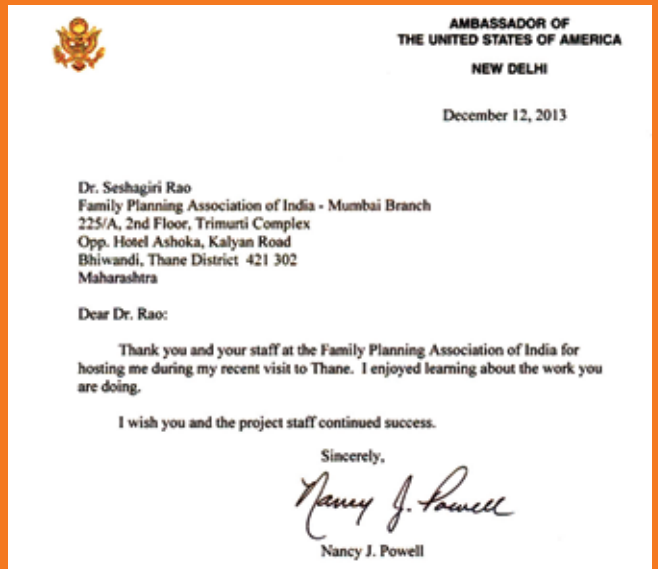 AMBASSADOR OF
THE UNITED STATES OF AMERICA
NEW DELHI
December 12, 2013
Dr. Seshagiri Rao
Family Planning Association of India - Mumbai Branch
225/A, 2nd Floor, Trimurti Complex
Opp. Hotel Ashoka, Kalyan Road
Bhiwandi, Thane District 421 302
Maharashtra
Dear Dr. Rao:
Thank you and your staff at the Family Planning Association of India for
hosting me during my recent visit to Thane. I enjoyed learning about the work you
are doing.
I wish you and the project staff continued success.
Sincerely,
Nancy J. Powell
Nancy J. Powell